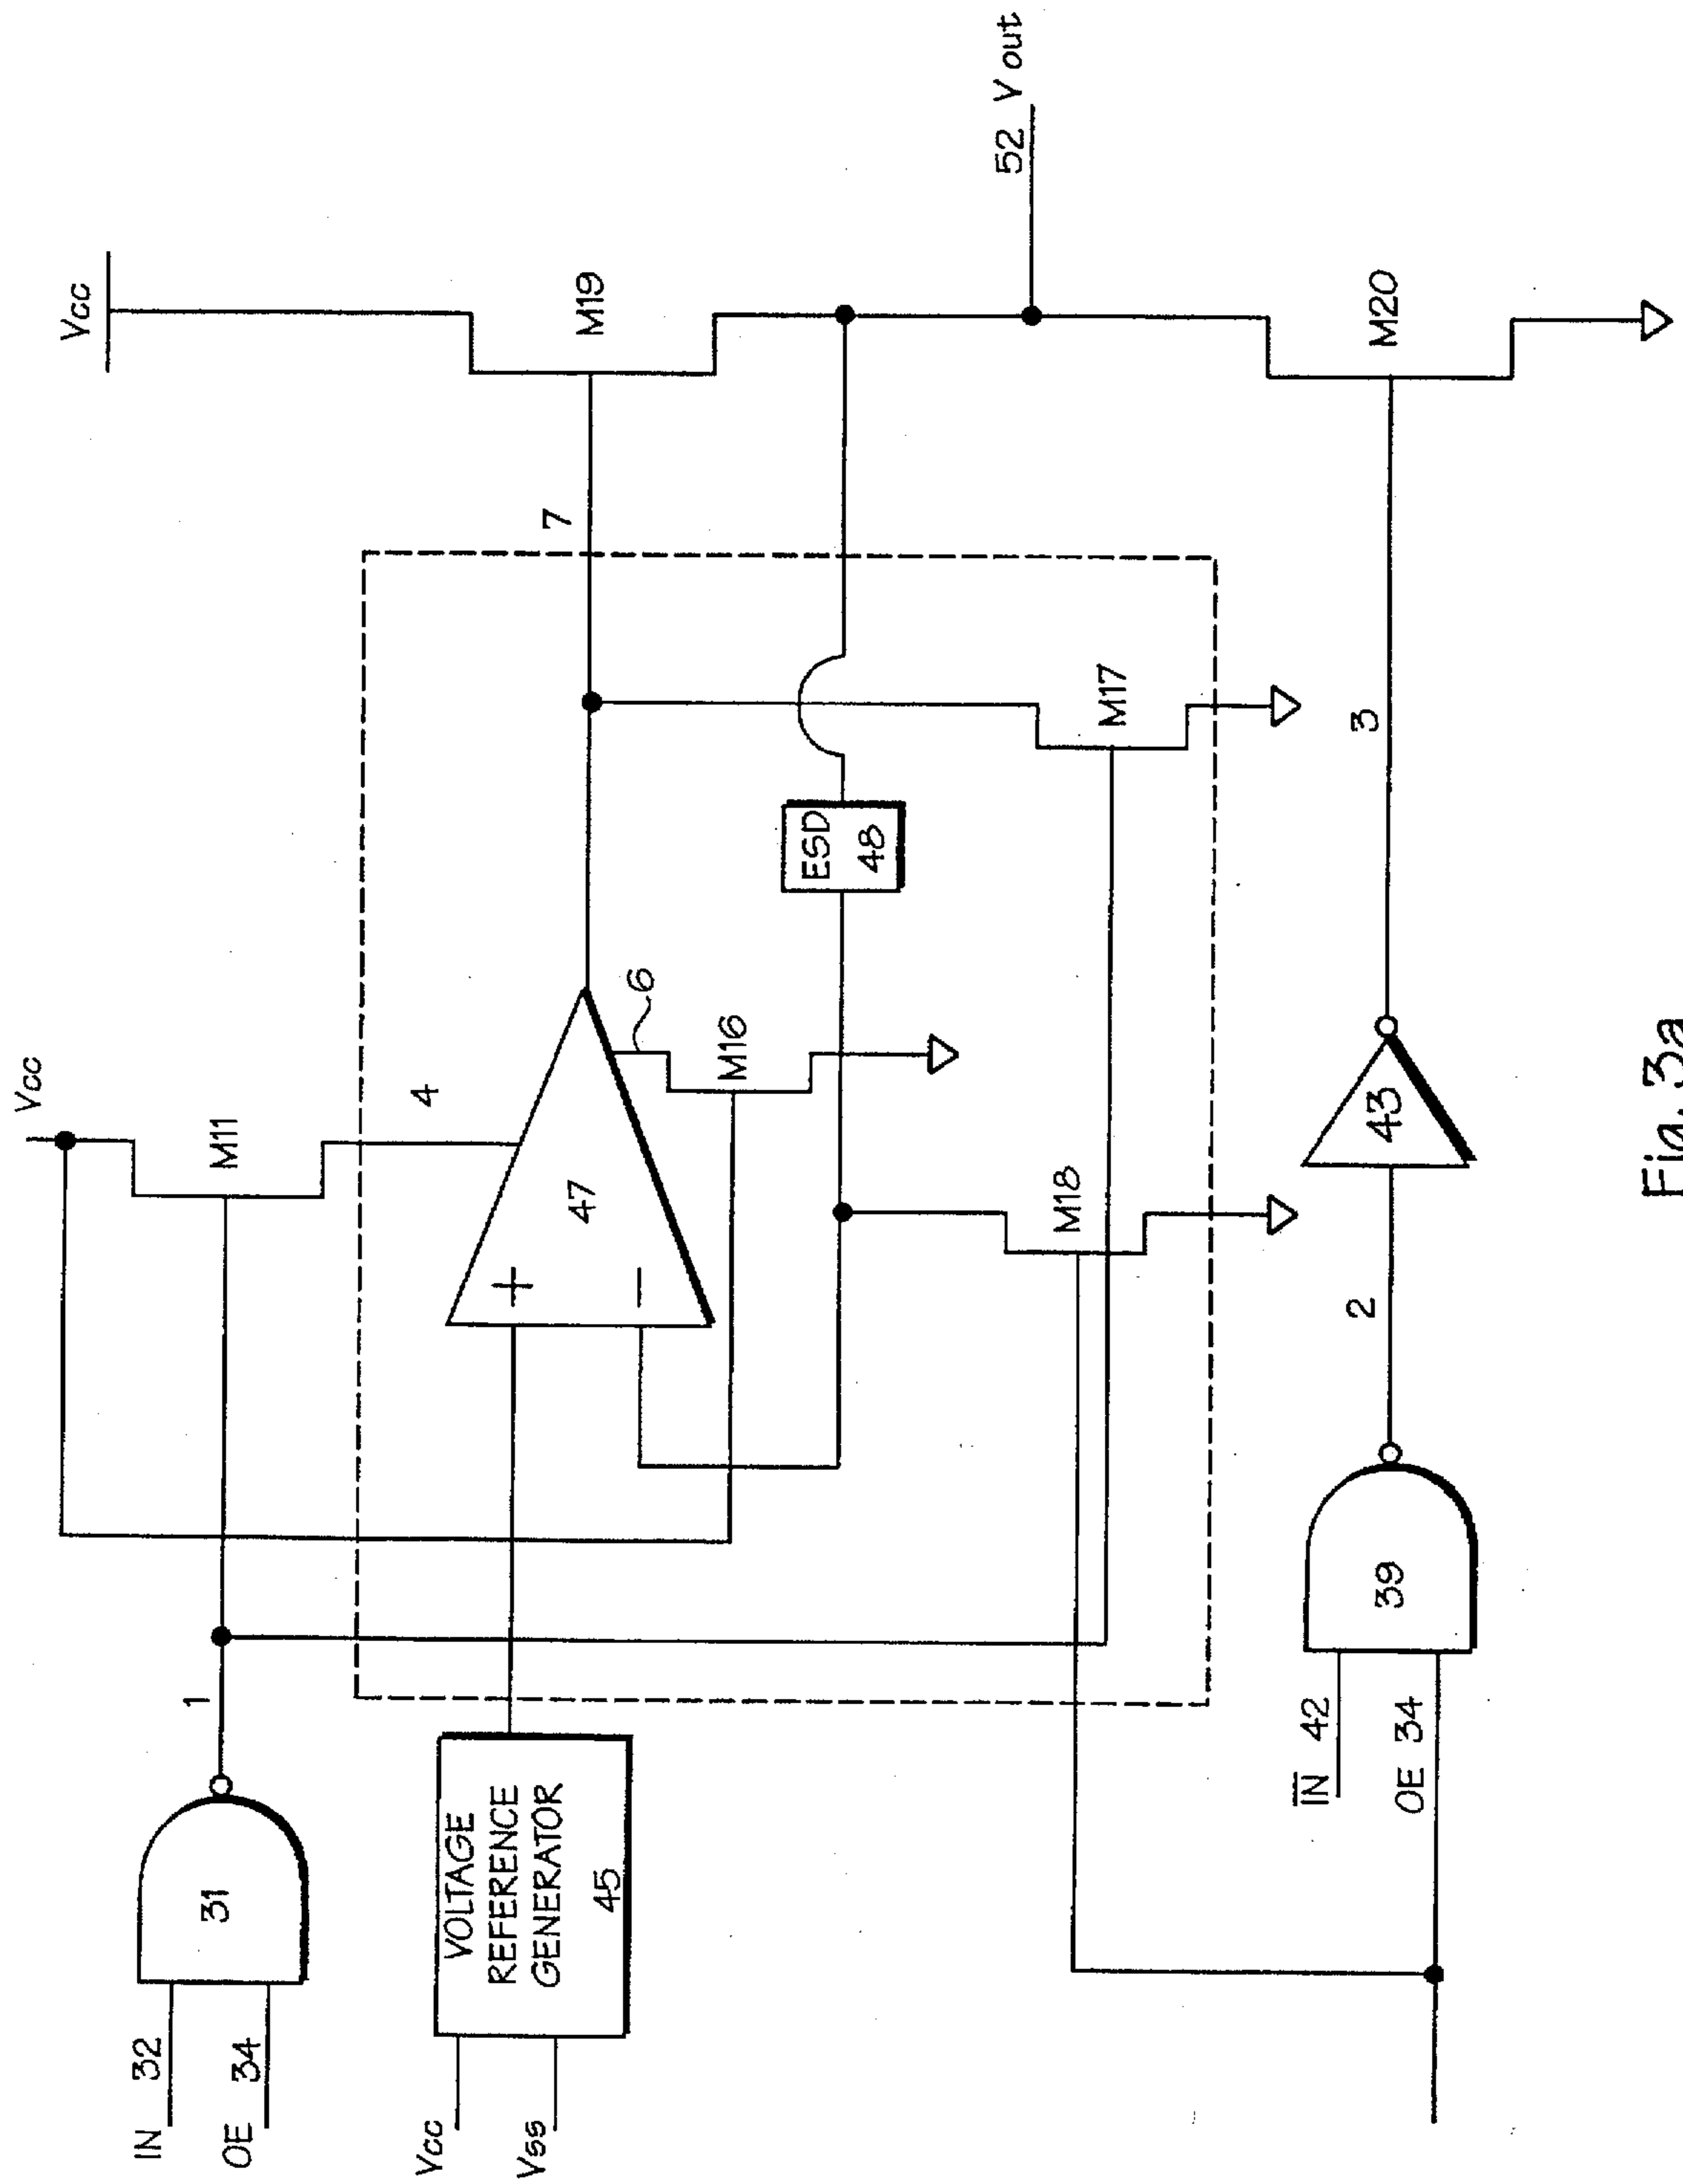 IN 32
OE 34
31
1
Vcc
M11
4
Vcc
M19
VOLTAGE
REFERENCE
GENERATOR
45
Vcc
Vss
+
−
47
6
M16
7
ESD
48
M18
M17
52 V out
IN 42
OE 34
39
2
43
3
M20
Fig. 3a